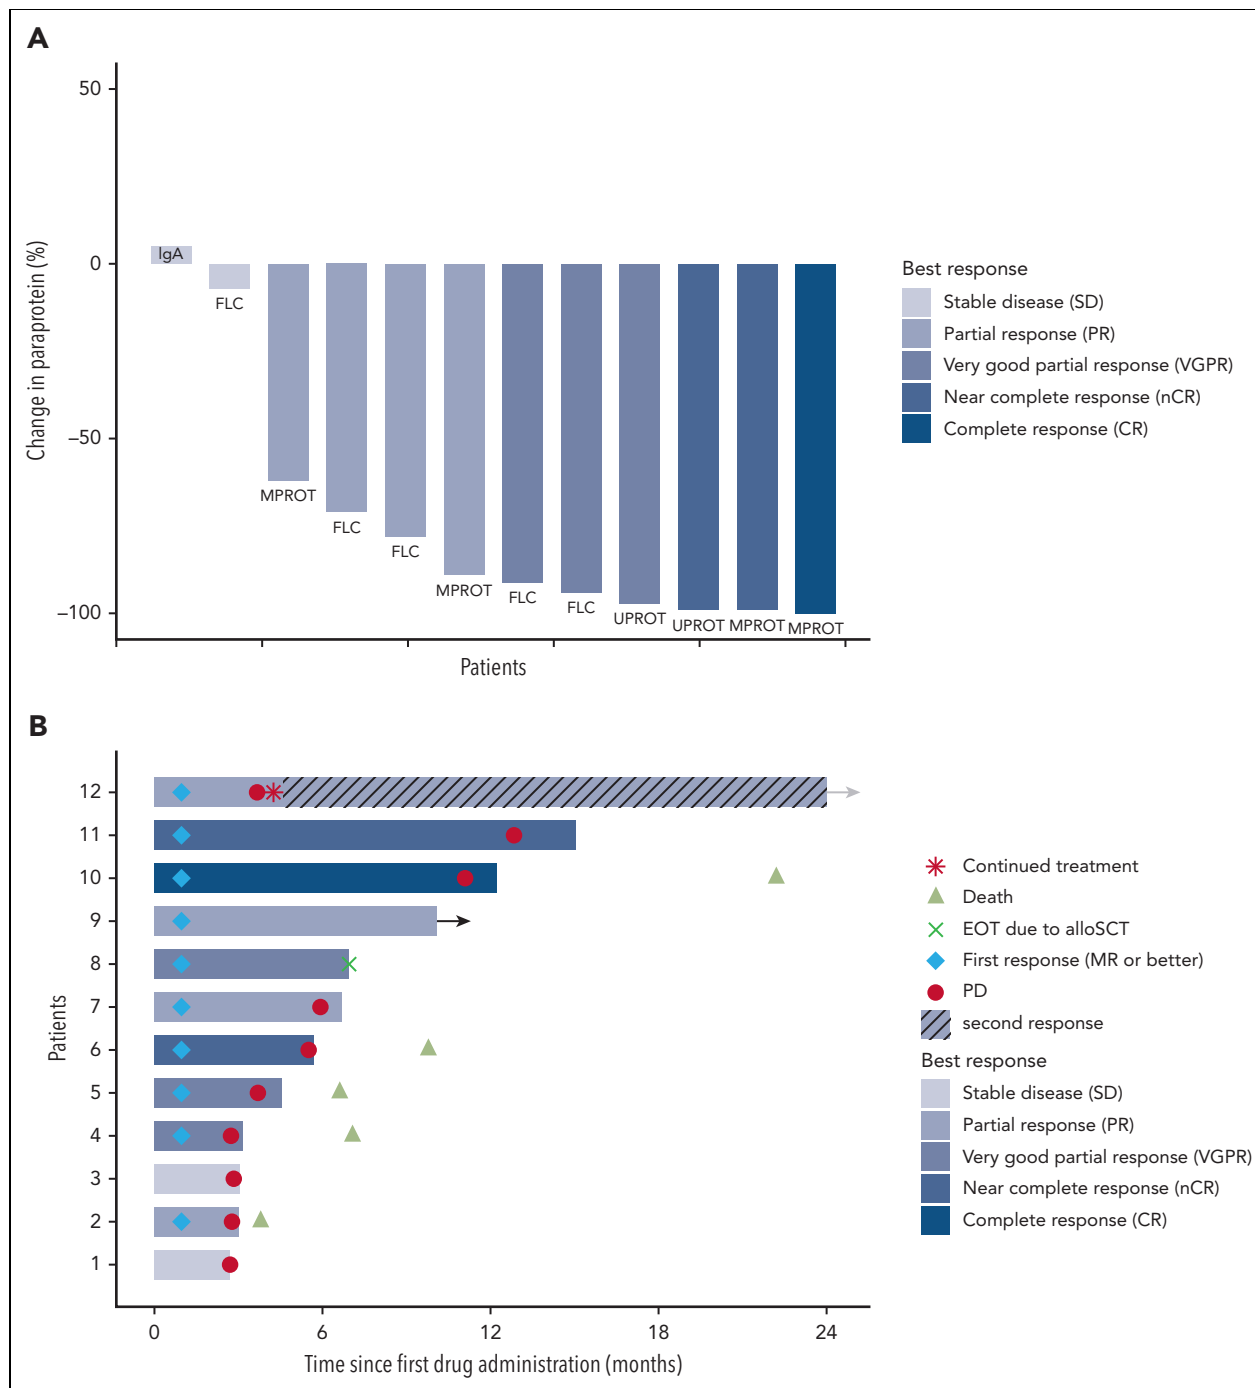 A
50
0
−50
−100
Change in paraprotein (%)
IgA
FLC
MPROT
FLC
FLC
MPROT
FLC
FLC
UPROT
UPROT
MPROT
MPROT
Patients
Best response
Stable disease (SD)
Partial response (PR)
Very good partial response (VGPR)
Near complete response (nCR)
Complete response (CR)
B
Patients
12
11
10
9
8
7
6
5
4
3
2
1
0
6
12
18
24
Time since first drug administration (months)
Continued treatment
Death
EOT due to alloSCT
First response (MR or better)
PD
second response
Best response
Stable disease (SD)
Partial response (PR)
Very good partial response (VGPR)
Near complete response (nCR)
Complete response (CR)